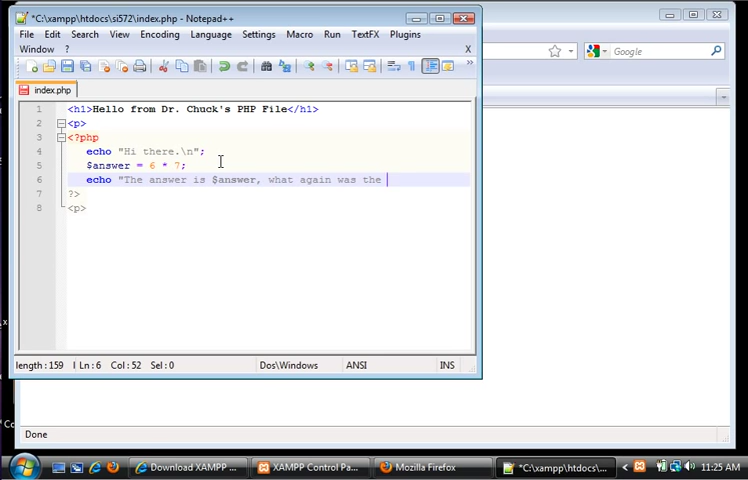 *C:\xampp\htdocs\si572\index.php - Notepad++
File Edit Search View Encoding Language Settings Macro Run TextFX Plugins
Window ? X
Google
index.php
1 <h1>Hello from Dr. Chuck's PHP File</h1>
2 <p>
3 <?php
4 echo "Hi there.\n";
5 $answer = 6 * 7;
6 echo "The answer is $answer, what again was the
7 ?>
8 <p>
length:159 Ln:6 Col:52 Sel:0 Dos\Windows ANSI INS
Done
Download XAMPP ... XAMPP Control Pa... Mozilla Firefox *C:\xampp\htdocs\... 11:25 AM